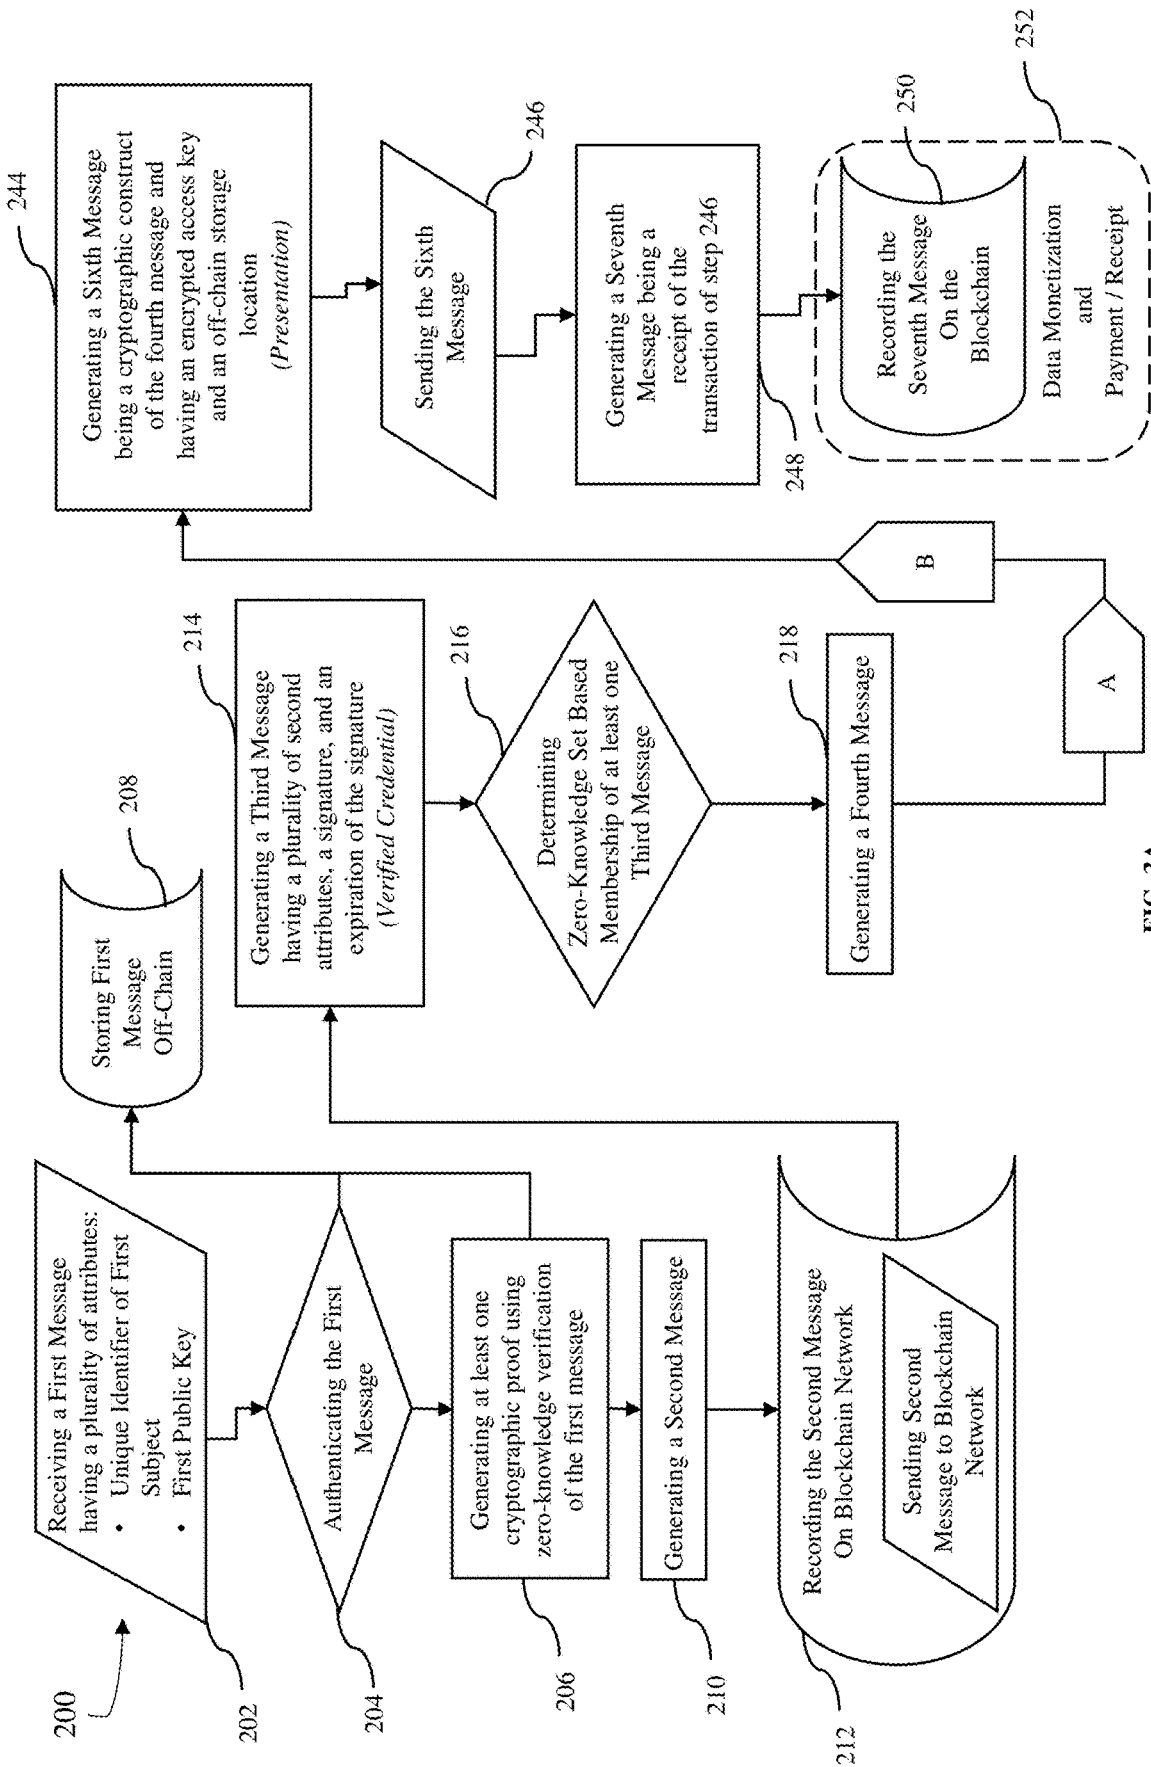 200
Receiving a First Message
having a plurality of attributes:
• Unique Identifier of First
Subject
• First Public Key
202
Authenticating the First
Message
204
Generating at least one
cryptographic proof using
zero-knowledge verification
of the first message
206
Storing First
Message
Off-Chain
208
Generating a Second Message
210
Recording the Second Message
On Blockchain Network
Sending Second
Message to Blockchain
Network
212
Generating a Third Message
having a plurality of second
attributes, a signature, and an
expiration of the signature
(Verified Credential)
214
Determining
Zero-Knowledge Set Based
Membership of at least one
Third Message
216
Generating a Fourth Message
218
A
B
Generating a Sixth Message
being a cryptographic construct
of the fourth message and
having an encrypted access key
and an off-chain storage
location
(Presentation)
244
Sending the Sixth
Message
246
Generating a Seventh
Message being a
receipt of the
transaction of step 246
248
Recording the
Seventh Message
On the
Blockchain
250
Data Monetization
and
Payment / Receipt
252